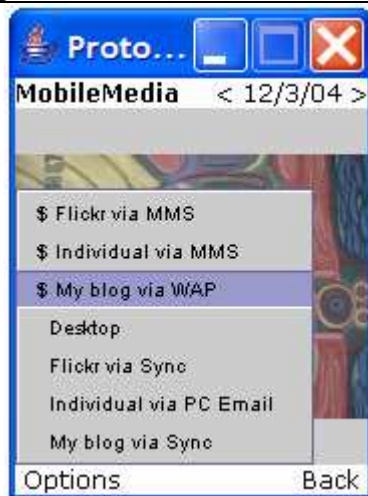 Proto...
MobileMedia < 12/3/04 >
$ Flickr via MMS
$ Individual via MMS
$ My blog via WAP
Desktop
Flickr via Sync
Individual via PC Email
My blog via Sync
Options Back